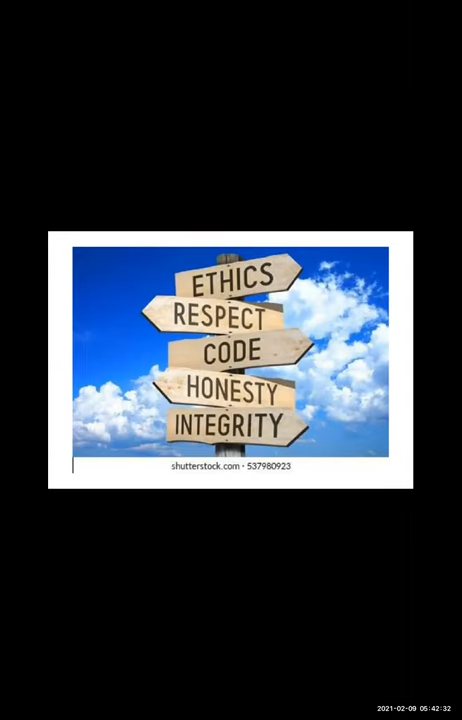 ETHICS
RESPECT
CODE
HONESTY
INTEGRITY
shutterstock.com · 537980923
2021-02-09 05:42:32